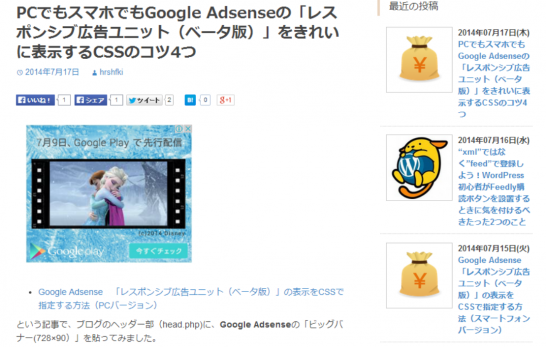 PCでもスマホでもGoogle Adsenseの「レス
ポンシブ広告ユニット（ベータ版）」をきれい
に表示するCSSのコツ4つ
2014年7月17日 hrshfki
いいね！ 1 シェア 1 ツイート 2 B! 0 g+1
7月9日、Google Play で先行配信
Disney
Google play 今すぐチェック
Google Adsense 「レスポンシブ広告ユニット（ベータ版）」の表示をCSSで
指定する方法（PCバージョン）
という記事で、ブログのヘッダー部（head.php)に、Google Adsenseの「ビッグバ
ナー(728×90）」を貼ってみました。
最近の投稿
2014年07月17日(木)
PCでもスマホでも
Google Adsenseの
「レスポンシブ広告
ユニット（ベータ
版）」をきれいに表
示するCSSのコツ4
つ
2014年07月16日(水)
"xml"ではな
く"feed"で登録し
よう！WordPress
初心者がFeedly購
読ボタンを設置する
ときに気を付けるべ
きたった2つのこと
2014年07月15日(火)
Google Adsense
「レスポンシブ広告
ユニット（ベータ
版）」の表示を
CSSで指定する方
法（スマートフォン
バージョン）